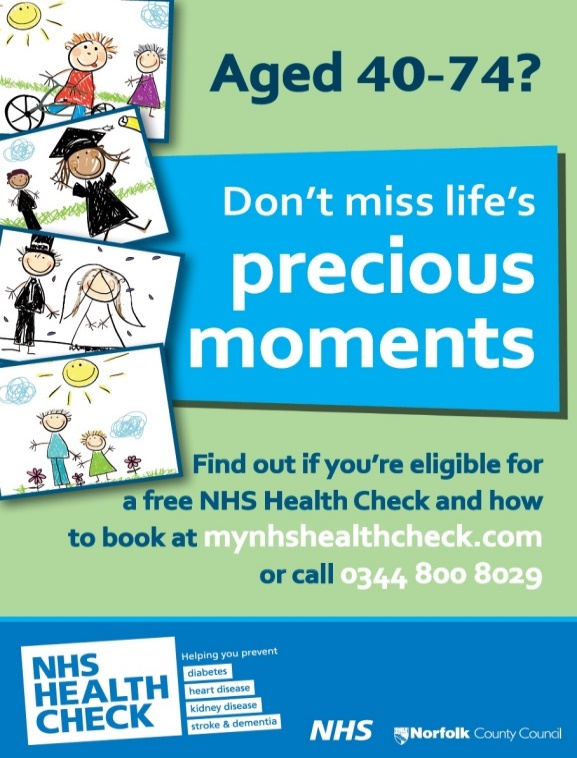 Aged 40-74?
Don't miss life's
precious
moments
Find out if you're eligible for
a free NHS Health Check and how
to book at mynhshealthcheck.com
or call 0344 800 8029
NHS
HEALTH
CHECK
Helping you prevent
diabetes
heart disease
kidney disease
stroke & dementia
NHS
Norfolk County Council